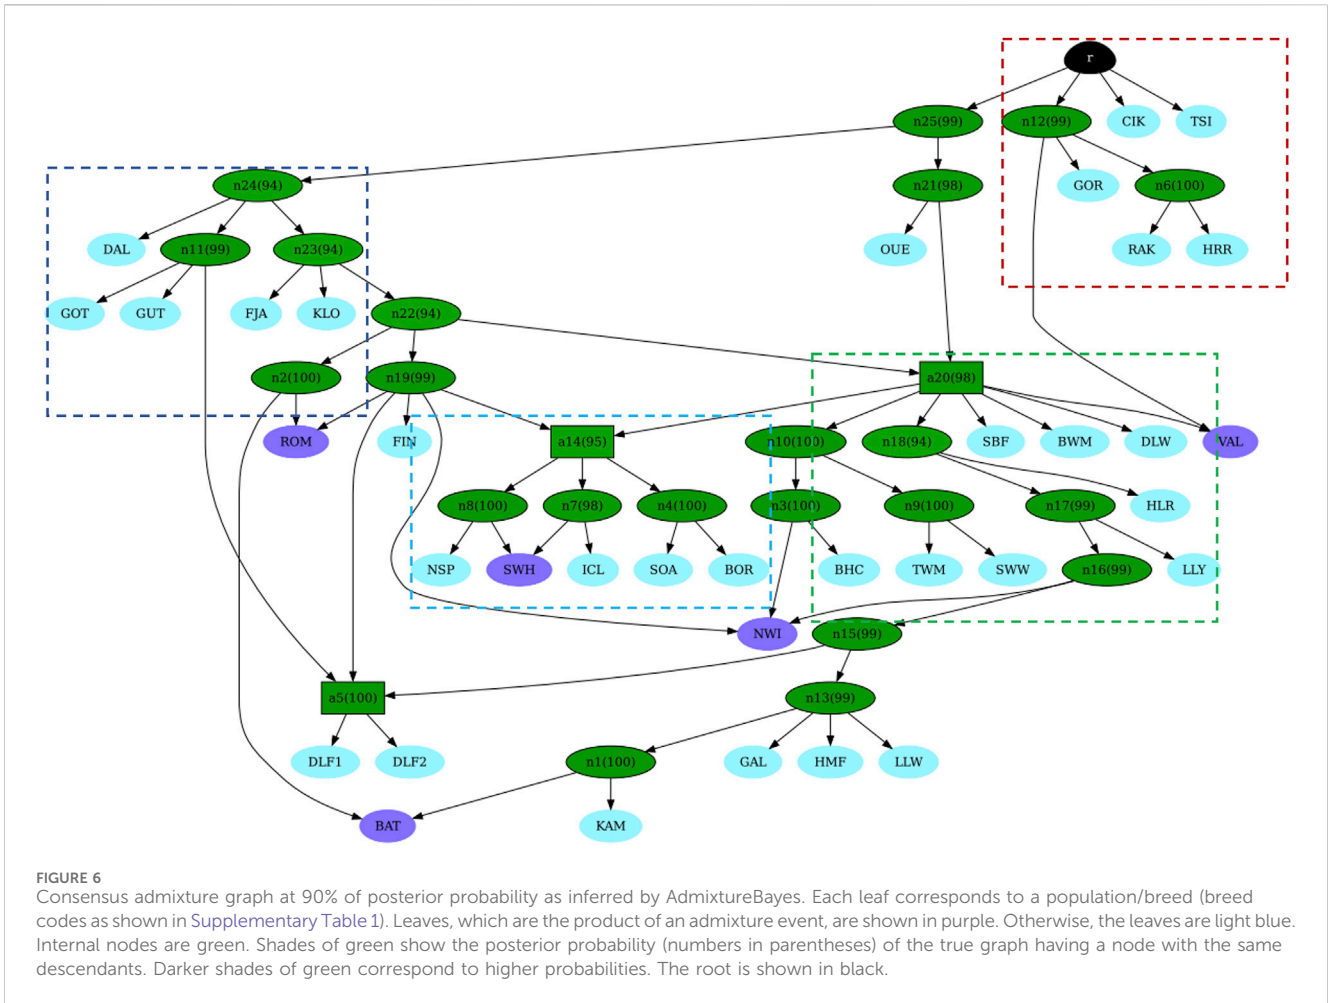 r
n25(99)
n12(99)
CIK
TSI
n24(94)
n21(98)
GOR
n6(100)
DAL
n11(99)
n23(94)
OUE
RAK
HRR
GOT
GUT
FJA
KLO
n22(94)
n2(100)
n19(99)
a20(98)
ROM
FIN
a14(95)
n10(100)
n18(94)
SBF
BWM
DLW
VAL
n8(100)
n7(98)
n4(100)
n3(100)
n9(100)
n17(99)
HLR
NSP
SWH
ICL
SOA
BOR
BHC
TWM
SWW
n16(99)
LLY
NWI
n15(99)
a5(100)
n13(99)
DLF1
DLF2
n1(100)
GAL
HMF
LLW
BAT
KAM
FIGURE 6
Consensus admixture graph at 90% of posterior probability as inferred by AdmixtureBayes. Each leaf corresponds to a population/breed (breed
codes as shown in Supplementary Table 1). Leaves, which are the product of an admixture event, are shown in purple. Otherwise, the leaves are light blue.
Internal nodes are green. Shades of green show the posterior probability (numbers in parentheses) of the true graph having a node with the same
descendants. Darker shades of green correspond to higher probabilities. The root is shown in black.